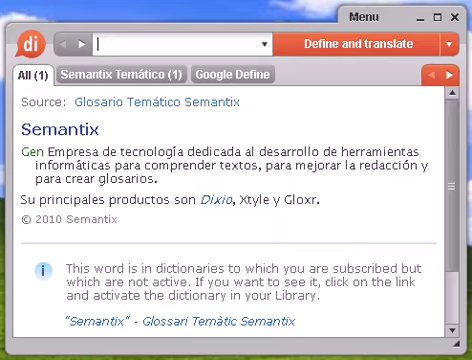 Menu
di
Define and translate
All (1) Semantix Temático (1) Google Define
Source: Glosario Temático Semantix
Semantix
Gen Empresa de tecnología dedicada al desarrollo de herramientas
informáticas para comprender textos, para mejorar la redacción y
para crear glosarios.
Su principales productos son Dixio, Xtyle y Gloxr.
© 2010 Semantix
This word is in dictionaries to which you are subscribed but
which are not active. If you want to see it, click on the link
and activate the dictionary in your Library.
"Semantix" - Glossari Temàtic Semantix